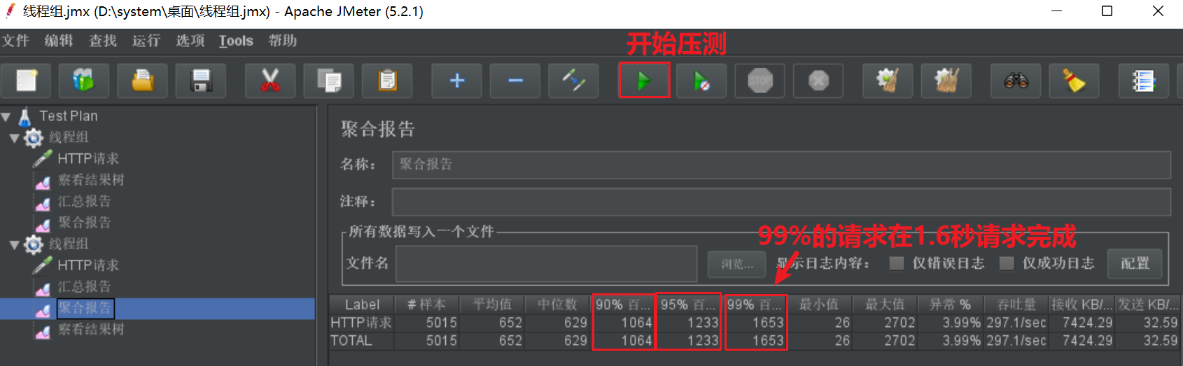 线程组.jmx (D:\system\桌面\线程组.jmx) - Apache JMeter (5.2.1)
文件 编辑 查找 运行 选项 Tools 帮助
开始压测
STOP
Test Plan
线程组
HTTP请求
察看结果树
汇总报告
聚合报告
线程组
HTTP请求
汇总报告
聚合报告
察看结果树
聚合报告
名称: 聚合报告
注释:
所有数据写入一个文件
99%的请求在1.6秒请求完成
文件名 浏览... 显示日志内容: 仅错误日志 仅成功日志 配置
Label # 样本 平均值 中位数 90% 百... 95% 百... 99% 百... 最小值 最大值 异常 % 吞吐量 接收 KB/... 发送 KB/...
HTTP请求 5015 652 629 1064 1233 1653 26 2702 3.99% 297.1/sec 7424.29 32.59
TOTAL 5015 652 629 1064 1233 1653 26 2702 3.99% 297.1/sec 7424.29 32.59